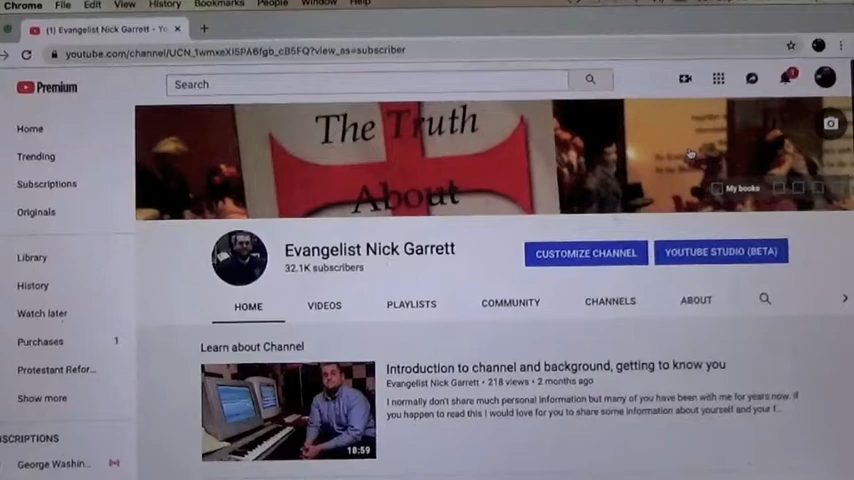 Chrome File Edit View History Bookmarks People Window Help
(1) Evangelist Nick Garrett - Yo
youtube.com/channel/UCN_1wmxeXI5PA6fgb_cB5FQ?view_as=subscriber
Premium
Search
1
Home
Trending
Subscriptions
Originals
Library
History
Watch later
Purchases 1
Protestant Refor...
Show more
SCRIPTIONS
George Washin...
The Truth
About
My books
Evangelist Nick Garrett
32.1K subscribers
CUSTOMIZE CHANNEL
YOUTUBE STUDIO (BETA)
HOME VIDEOS PLAYLISTS COMMUNITY CHANNELS ABOUT
Learn about Channel
Introduction to channel and background, getting to know you
Evangelist Nick Garrett • 218 views • 2 months ago
I normally don't share much personal information but many of you have been with me for years now. if
you happen to read this I would love for you to share some information about yourself and your f...
10:59